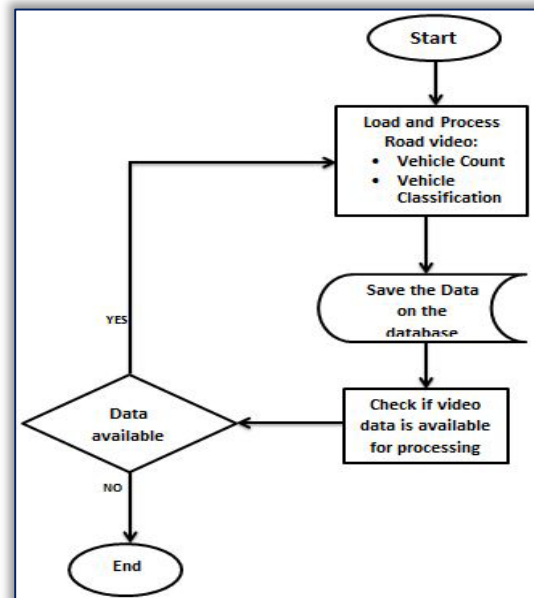 Start
Load and Process
Road video:
• Vehicle Count
• Vehicle
Classification
Save the Data
on the
database
Check if video
data is available
for processing
Data
available
YES
NO
End